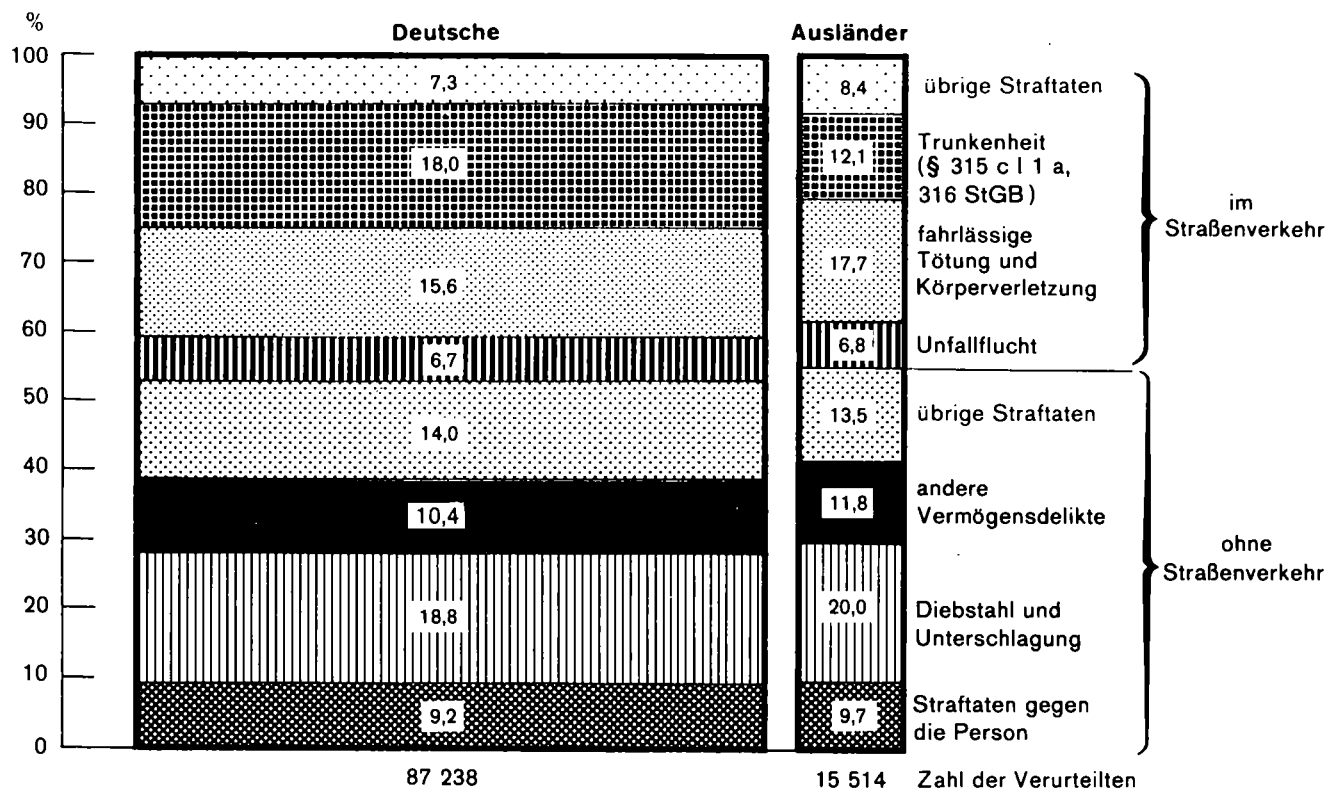 %
Deutsche
Ausländer
100
90
80
70
60
50
40
30
20
10
0
7,3
18,0
15,6
6,7
14,0
10,4
18,8
9,2
8,4
12,1
17,7
6,8
13,5
11,8
20,0
9,7
übrige Straftaten
Trunkenheit
(§ 315 c I 1 a,
316 StGB)
fahrlässige
Tötung und
Körperverletzung
Unfallflucht
im
Straßenverkehr
übrige Straftaten
andere
Vermögensdelikte
Diebstahl und
Unterschlagung
Straftaten gegen
die Person
ohne
Straßenverkehr
87 238
15 514
Zahl der Verurteilten